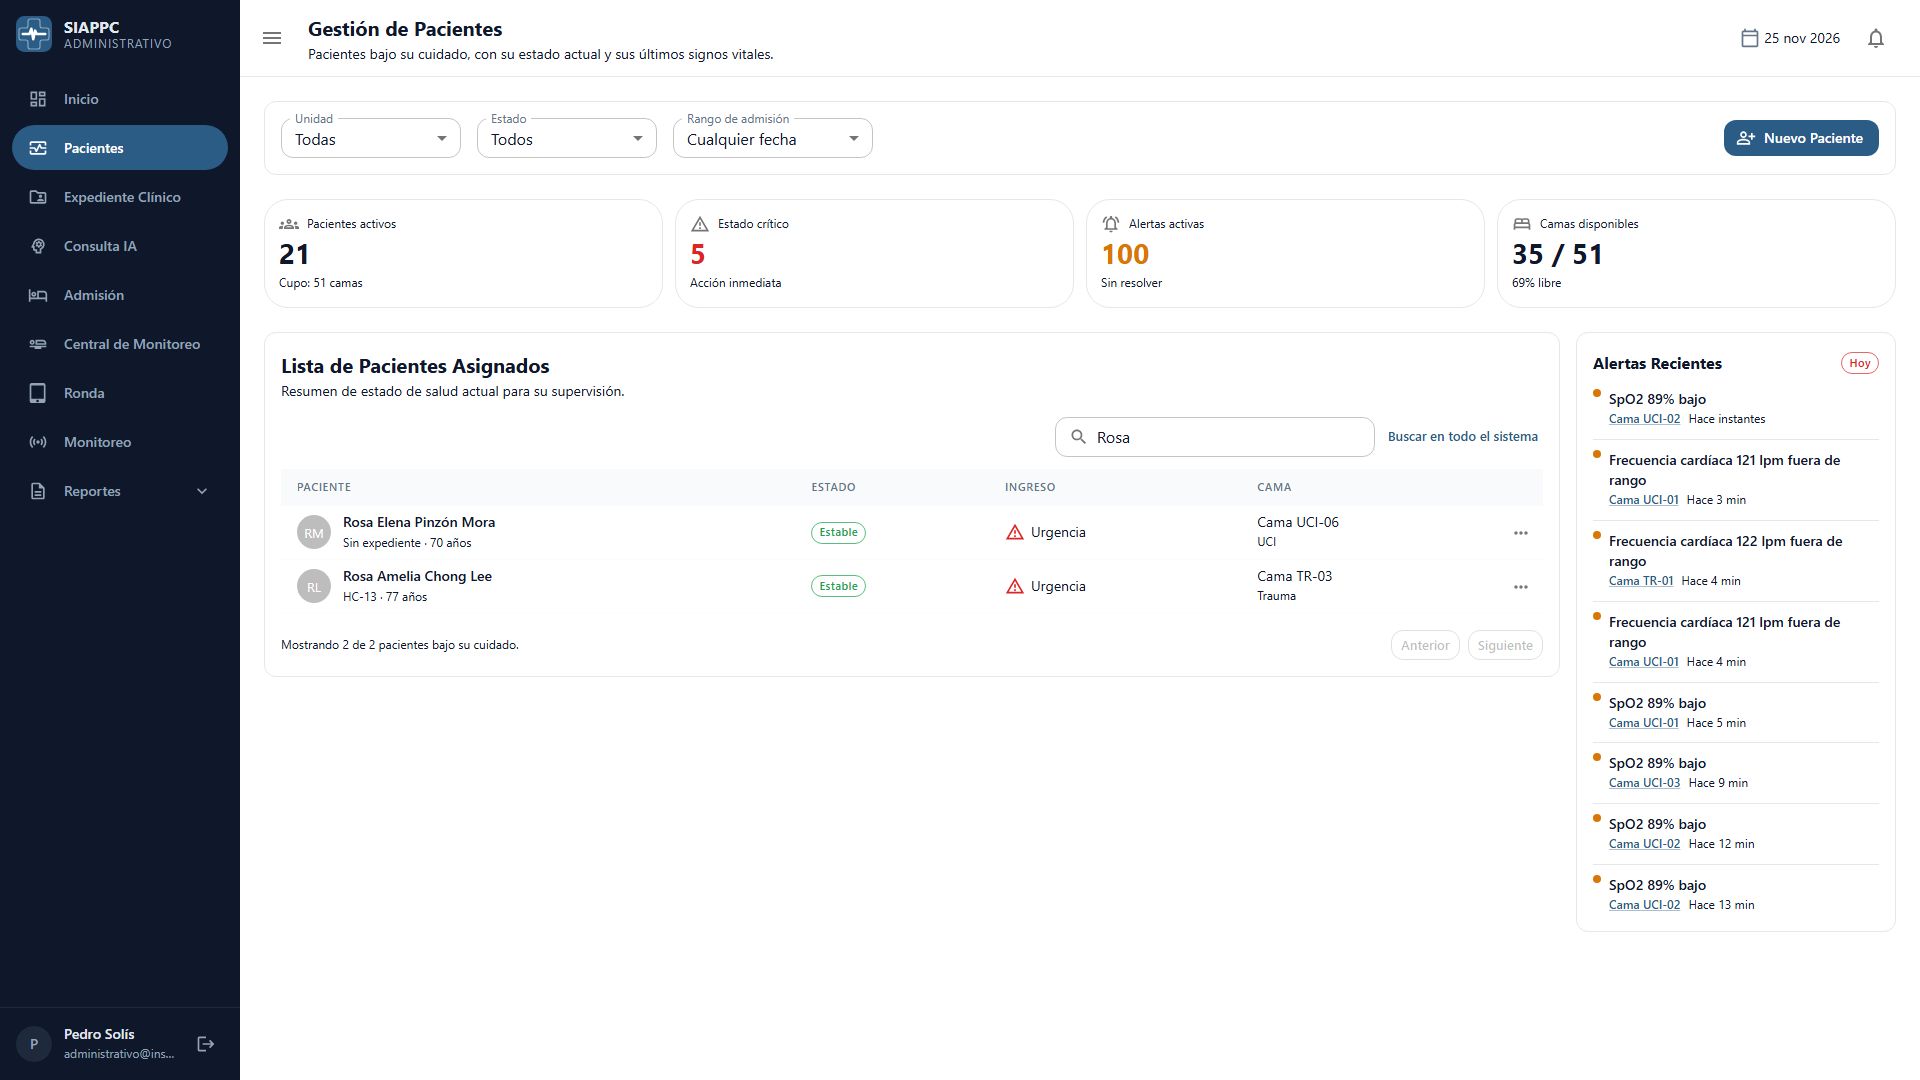 SIAPPC
ADMINISTRATIVO
Inicio
Pacientes
Expediente Clínico
Consulta IA
Admisión
Central de Monitoreo
Ronda
Monitoreo
Reportes
P
Pedro Solís
administrativo@ins...
Gestión de Pacientes
Pacientes bajo su cuidado, con su estado actual y sus últimos signos vitales.
25 nov 2026
Unidad
Todas
Estado
Todos
Rango de admisión
Cualquier fecha
Nuevo Paciente
Pacientes activos
21
Cupo: 51 camas
Estado crítico
5
Acción inmediata
Alertas activas
100
Sin resolver
Camas disponibles
35 / 51
69% libre
Lista de Pacientes Asignados
Resumen de estado de salud actual para su supervisión.
Rosa
Buscar en todo el sistema
PACIENTE ESTADO INGRESO CAMA
RM
Rosa Elena Pinzón Mora
Sin expediente · 70 años
Estable
Urgencia
Cama UCI-06
UCI
RL
Rosa Amelia Chong Lee
HC-13 · 77 años
Estable
Urgencia
Cama TR-03
Trauma
Mostrando 2 de 2 pacientes bajo su cuidado.
Anterior
Siguiente
Alertas Recientes
Hoy
SpO2 89% bajo
Cama UCI-02 Hace instantes
Frecuencia cardíaca 121 lpm fuera de
rango
Cama UCI-01 Hace 3 min
Frecuencia cardíaca 122 lpm fuera de
rango
Cama TR-01 Hace 4 min
Frecuencia cardíaca 121 lpm fuera de
rango
Cama UCI-01 Hace 4 min
SpO2 89% bajo
Cama UCI-01 Hace 5 min
SpO2 89% bajo
Cama UCI-03 Hace 9 min
SpO2 89% bajo
Cama UCI-02 Hace 12 min
SpO2 89% bajo
Cama UCI-02 Hace 13 min